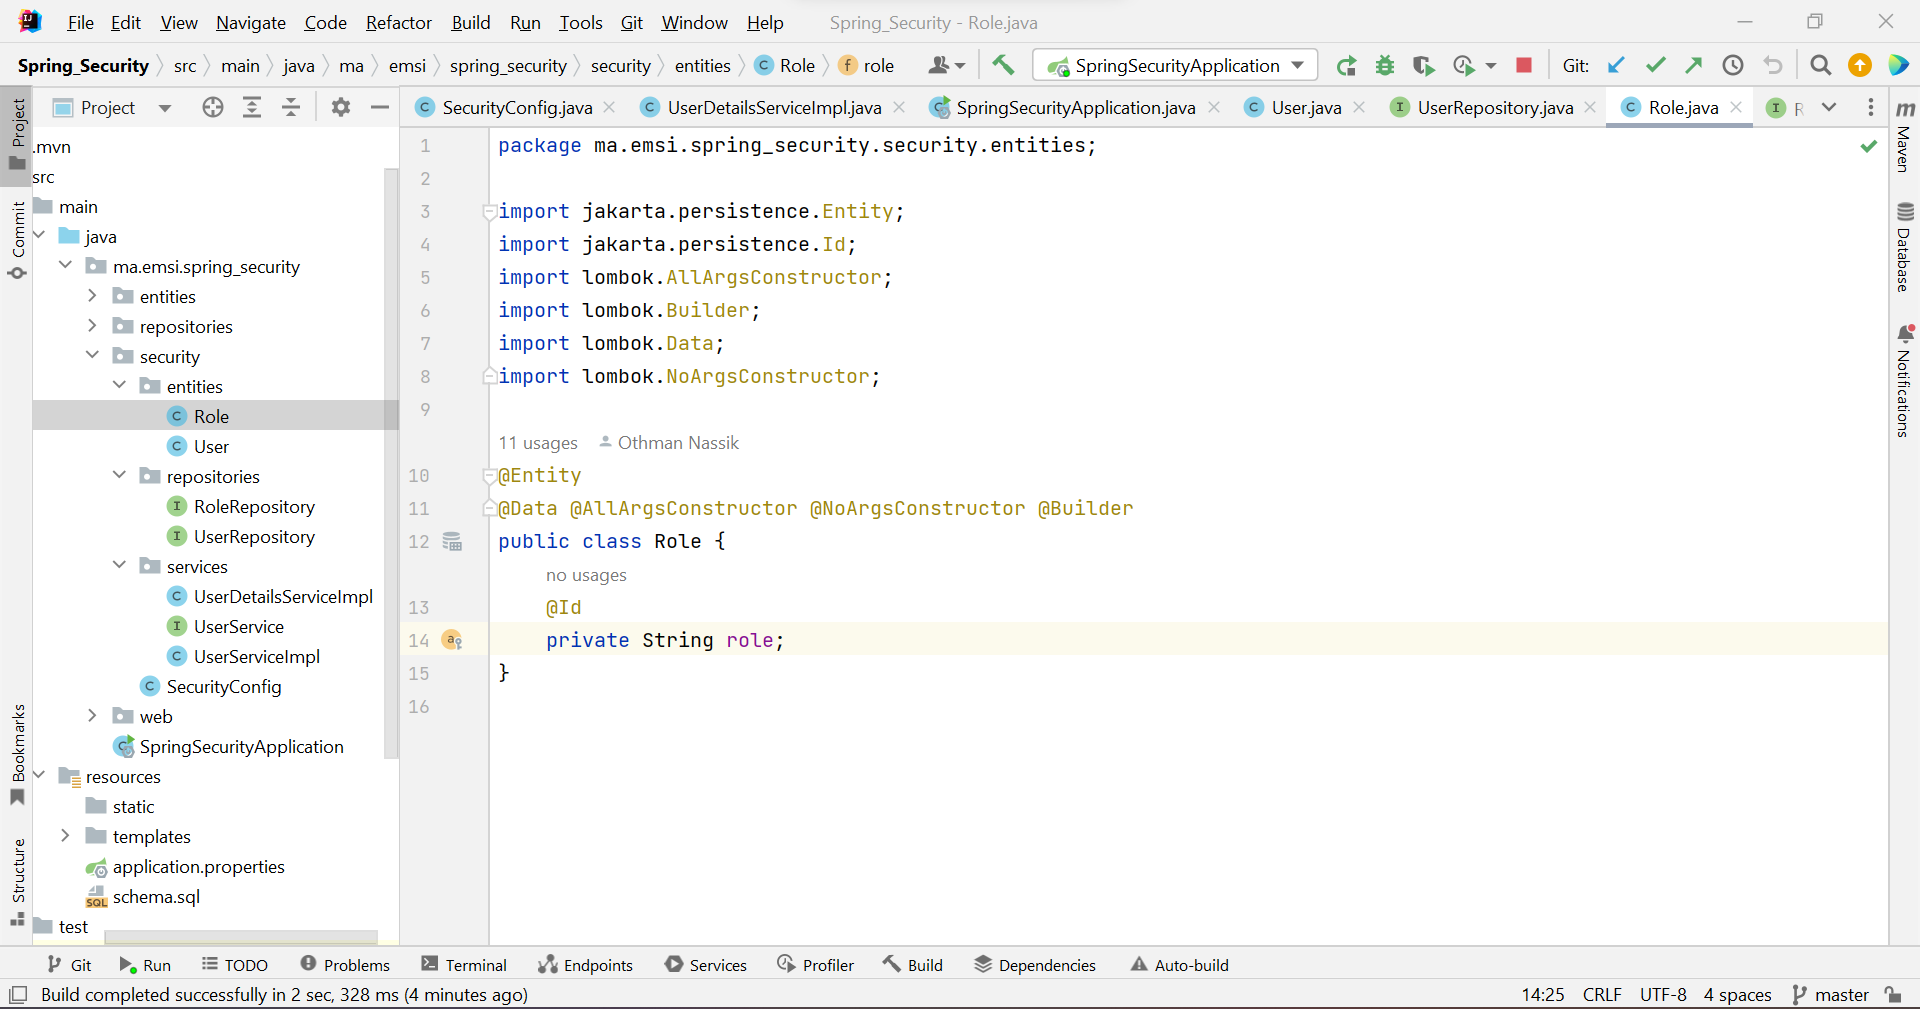 File Edit View Navigate Code Refactor Build Run Tools Git Window Help Spring_Security - Role.java
Spring_Security src main java ma emsi spring_security security entities Role role SpringSecurityApplication Git:
Project
SecurityConfig.java UserDetailsServiceImpl.java SpringSecurityApplication.java User.java UserRepository.java Role.java R
.mvn
src
main
java
ma.emsi.spring_security
entities
repositories
security
entities
Role
User
repositories
RoleRepository
UserRepository
services
UserDetailsServiceImpl
UserService
UserServiceImpl
SecurityConfig
web
SpringSecurityApplication
resources
static
templates
application.properties
schema.sql
test
Project
Commit
Bookmarks
Structure
1 package ma.emsi.spring_security.security.entities;
2
3 import jakarta.persistence.Entity;
4 import jakarta.persistence.Id;
5 import lombok.AllArgsConstructor;
6 import lombok.Builder;
7 import lombok.Data;
8 import lombok.NoArgsConstructor;
9
11 usages Othman Nassik
10 @Entity
11 @Data @AllArgsConstructor @NoArgsConstructor @Builder
12 public class Role {
no usages
13 @Id
14 private String role;
15 }
16
Maven
Database
Notifications
Git Run TODO Problems Terminal Endpoints Services Profiler Build Dependencies Auto-build
Build completed successfully in 2 sec, 328 ms (4 minutes ago) 14:25 CRLF UTF-8 4 spaces master